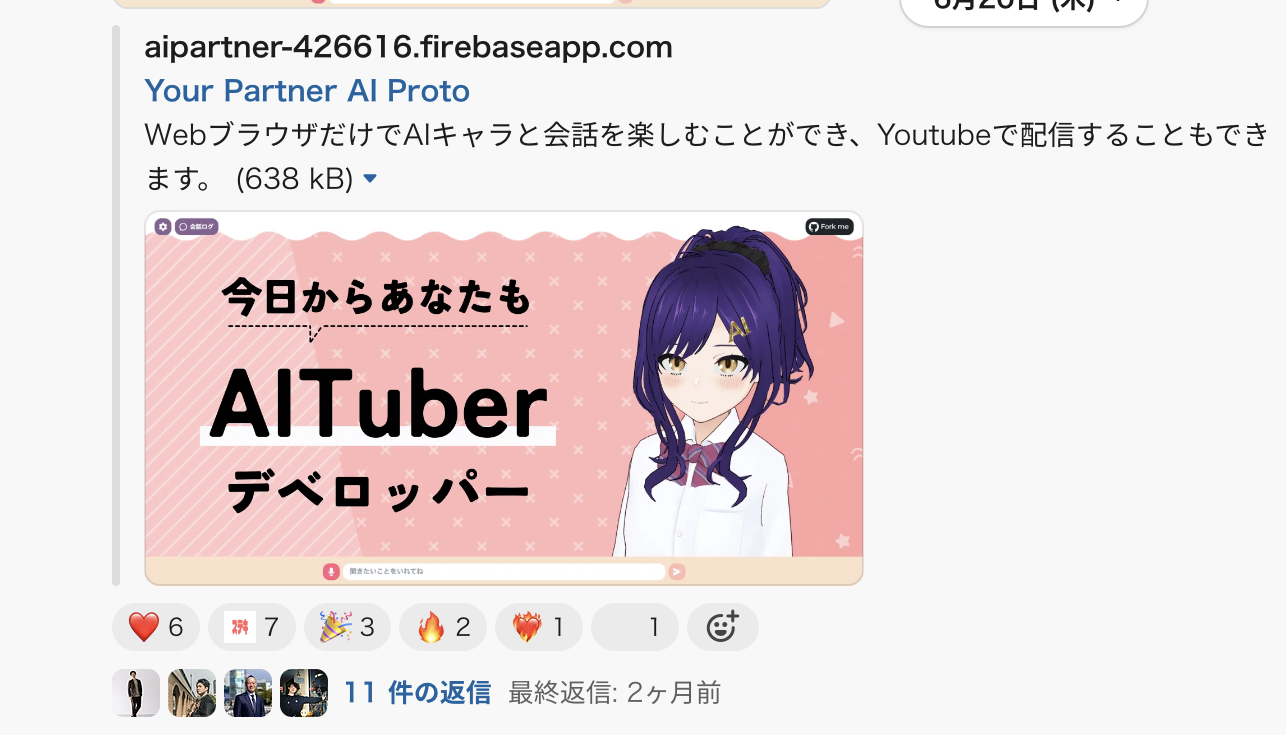 6月20日 (木)
aipartner-426616.firebaseapp.com
Your Partner AI Proto
WebブラウザだけでAIキャラと会話を楽しむことができ、Youtubeで配信することもでき
ます。 (638 kB)
会話ログ
Fork me
今日からあなたも
AI
AITuber
デベロッパー
聞きたいことをいれてね
6
ステキ
7
3
2
1
1
11 件の返信 最終返信: 2ヶ月前